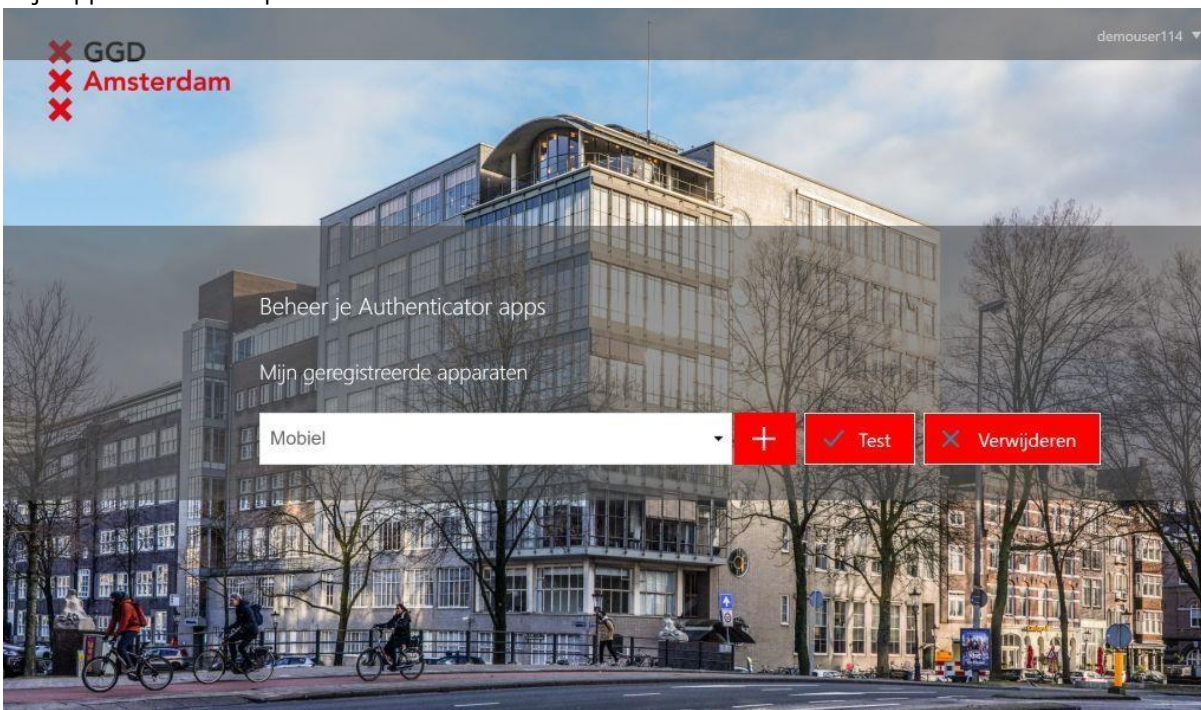 GGD
Amsterdam
demouser114
Beheer je Authenticator apps
Mijn geregistreerde apparaten
Mobiel
Test
Verwijderen